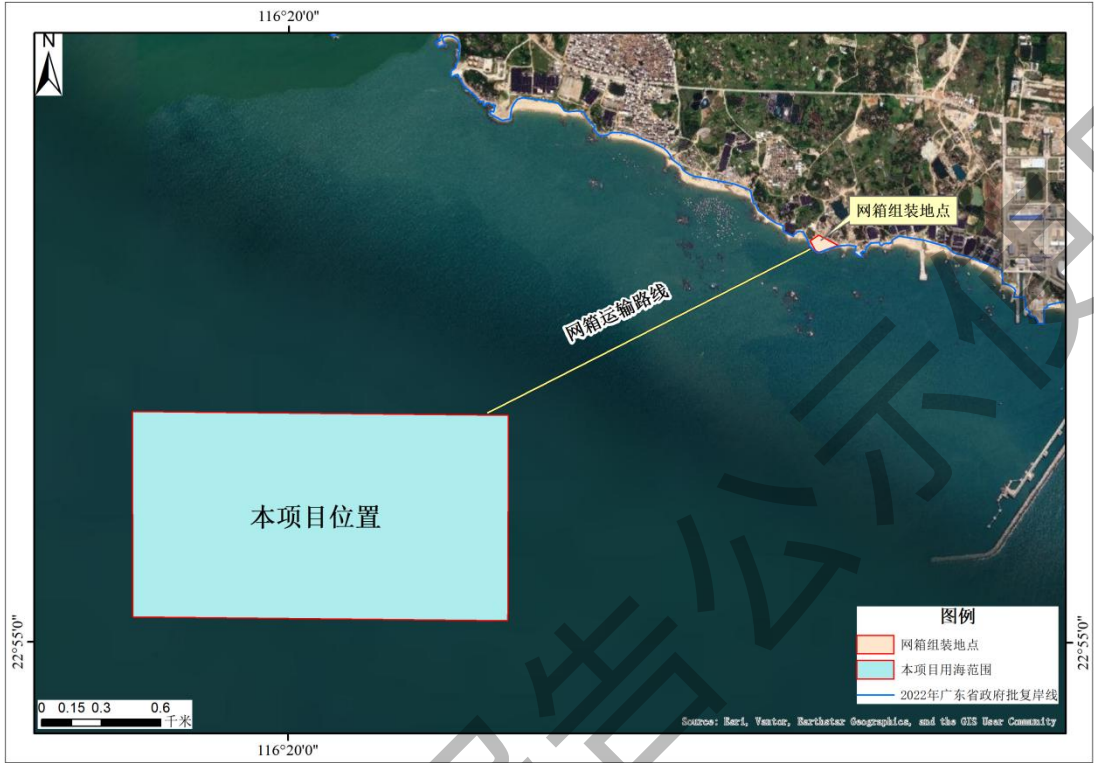 116°20'0"
N
网箱组装地点
网箱运输路线
本项目位置
22°55'0"
22°55'0"
图例
网箱组装地点
本项目用海范围
2022年广东省政府批复岸线
0 0.15 0.3 0.6
千米
Source: Esri, Vantor, Earthstar Geographics, and the GIS User Community
116°20'0"
告公示使